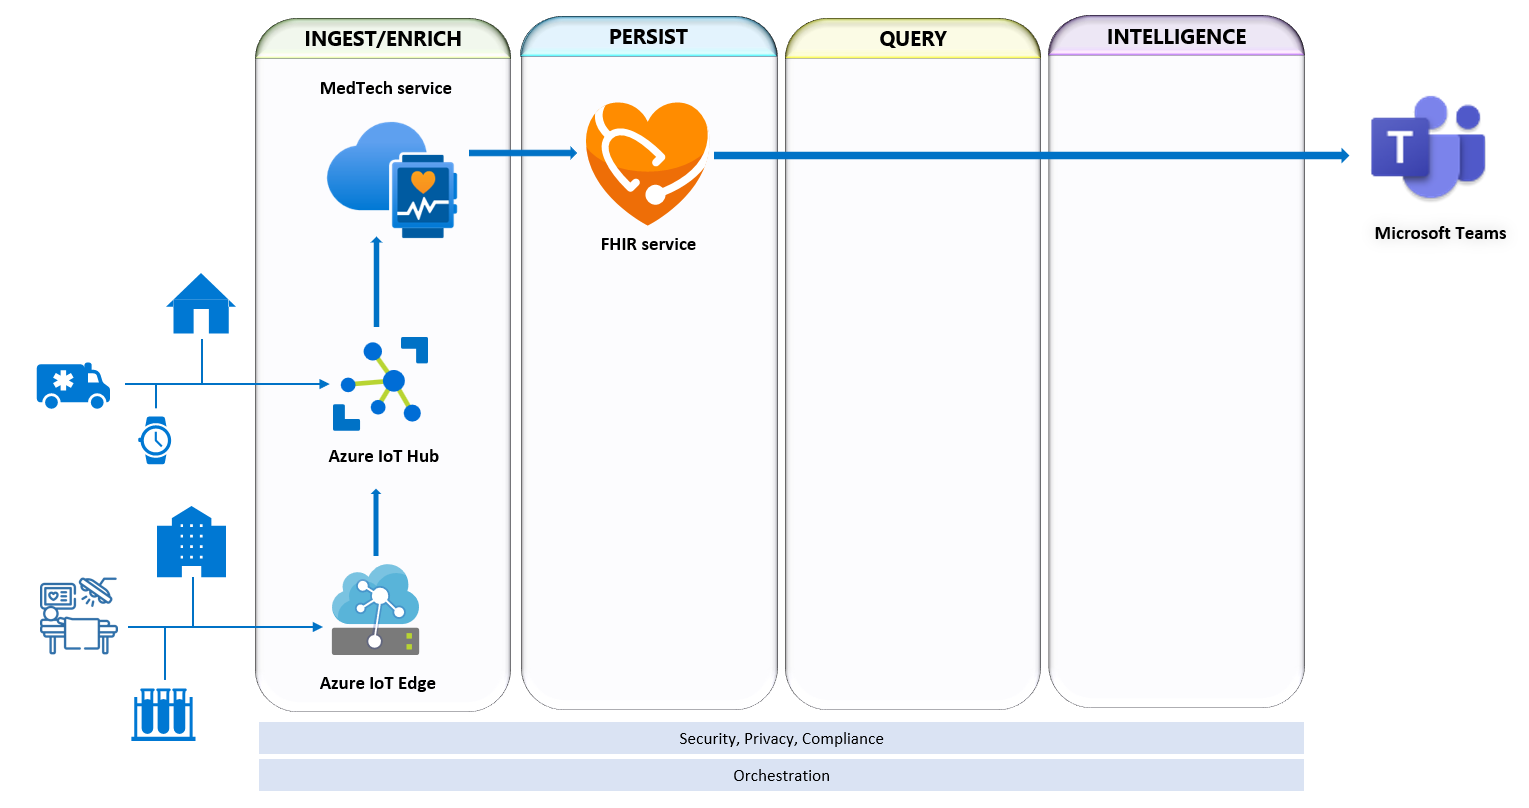 INGEST/ENRICH
PERSIST
QUERY
INTELLIGENCE
MedTech service
FHIR service
T
Microsoft Teams
Azure IoT Hub
Azure IoT Edge
Security, Privacy, Compliance
Orchestration